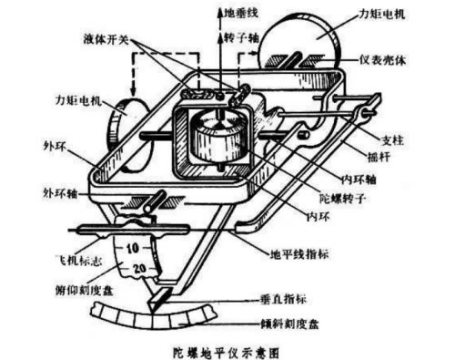 地垂线
力矩电机
液体开关
转子轴
仪表壳体
力矩电机
支柱
摇杆
外环
内环轴
外环轴
陀螺转子
内环
飞机标志
10
20
地平线指标
俯仰刻度盘
垂直指标
倾斜刻度盘
陀螺地平仪示意图